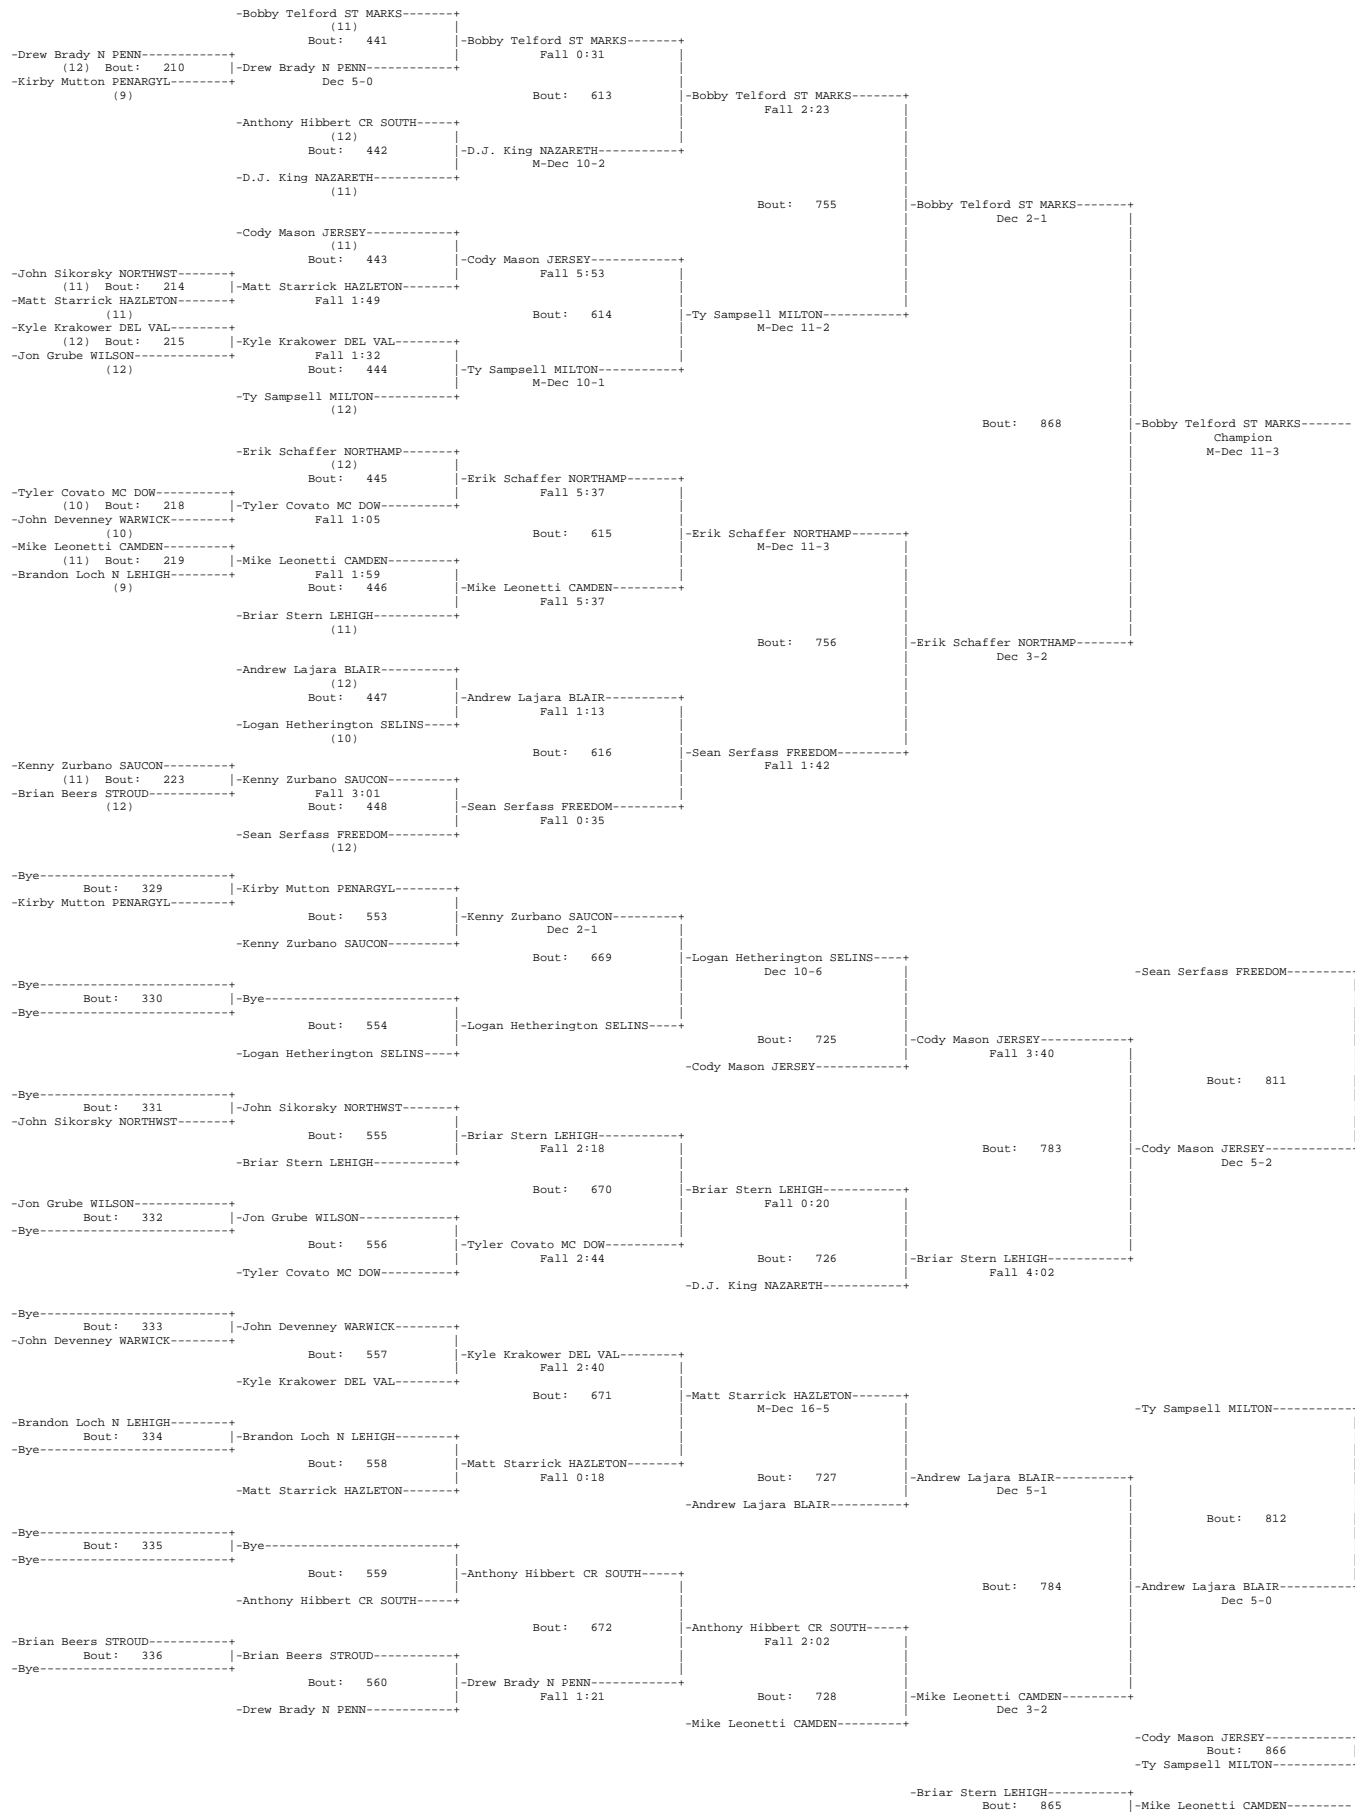 -Bobby Telford ST MARKS-------+
(11) |
Bout: 441 |-Bobby Telford ST MARKS-------+
-Drew Brady N PENN------------+ | Fall 0:31 |
(12) Bout: 210 |-Drew Brady N PENN------------+ |
-Kirby Mutton PENARGYL--------+ Dec 5-0 |
(9) Bout: 613 |-Bobby Telford ST MARKS-------+
| Fall 2:23 |
-Anthony Hibbert CR SOUTH-----+ | |
(12) | | |
Bout: 442 |-D.J. King NAZARETH-----------+ |
| M-Dec 10-2 |
-D.J. King NAZARETH-----------+ |
(11) |
Bout: 755 |-Bobby Telford ST MARKS-------+
| Dec 2-1 |
-Cody Mason JERSEY------------+ | |
(11) | | |
Bout: 443 |-Cody Mason JERSEY------------+ | |
-John Sikorsky NORTHWST-------+ | Fall 5:53 | | |
(11) Bout: 214 |-Matt Starrick HAZLETON-------+ | | |
-Matt Starrick HAZLETON-------+ Fall 1:49 | | |
(11) Bout: 614 |-Ty Sampsell MILTON-----------+ |
-Kyle Krakower DEL VAL--------+ | M-Dec 11-2 |
(12) Bout: 215 |-Kyle Krakower DEL VAL--------+ | |
-Jon Grube WILSON-------------+ Fall 1:32 | | |
(12) Bout: 444 |-Ty Sampsell MILTON-----------+ |
| M-Dec 10-1 |
-Ty Sampsell MILTON-----------+ |
(12) |
Bout: 868 |-Bobby Telford ST MARKS-------
| Champion
-Erik Schaffer NORTHAMP-------+ | M-Dec 11-3
(12) | |
Bout: 445 |-Erik Schaffer NORTHAMP-------+ |
-Tyler Covato MC DOW----------+ | Fall 5:37 | |
(10) Bout: 218 |-Tyler Covato MC DOW----------+ | |
-John Devenney WARWICK--------+ Fall 1:05 | |
(10) Bout: 615 |-Erik Schaffer NORTHAMP-------+ |
-Mike Leonetti CAMDEN---------+ | M-Dec 11-3 | |
(11) Bout: 219 |-Mike Leonetti CAMDEN---------+ | | |
-Brandon Loch N LEHIGH--------+ Fall 1:59 | | | |
(9) Bout: 446 |-Mike Leonetti CAMDEN---------+ | |
| Fall 5:37 | |
-Briar Stern LEHIGH-----------+ | |
(11) | |
Bout: 756 |-Erik Schaffer NORTHAMP-------+
| Dec 3-2
-Andrew Lajara BLAIR----------+ |
(12) | |
Bout: 447 |-Andrew Lajara BLAIR----------+ |
| Fall 1:13 | |
-Logan Hetherington SELINS----+ | |
(10) | |
Bout: 616 |-Sean Serfass FREEDOM---------+
-Kenny Zurbano SAUCON---------+ | Fall 1:42
(11) Bout: 223 |-Kenny Zurbano SAUCON---------+ |
-Brian Beers STROUD-----------+ Fall 3:01 | |
(12) Bout: 448 |-Sean Serfass FREEDOM---------+
| Fall 0:35
-Sean Serfass FREEDOM---------+
(12)
-Bye--------------------------+
Bout: 329 |-Kirby Mutton PENARGYL--------+
-Kirby Mutton PENARGYL--------+ |
Bout: 553 |-Kenny Zurbano SAUCON---------+
| Dec 2-1 |
-Kenny Zurbano SAUCON---------+ |
Bout: 669 |-Logan Hetherington SELINS----+
| Dec 10-6 | -Sean Serfass FREEDOM---------
-Bye--------------------------+ | | |
Bout: 330 |-Bye--------------------------+ | | |
-Bye--------------------------+ | | | |
Bout: 554 |-Logan Hetherington SELINS----+ | |
| Bout: 725 |-Cody Mason JERSEY------------+ |
-Logan Hetherington SELINS----+ | Fall 3:40 | |
-Cody Mason JERSEY------------+ | |
| Bout: 811 |
-Bye--------------------------+ | |
Bout: 331 |-John Sikorsky NORTHWST-------+ | |
-John Sikorsky NORTHWST-------+ | | |
Bout: 555 |-Briar Stern LEHIGH-----------+ | |
| Fall 2:18 | Bout: 783 |-Cody Mason JERSEY------------
-Briar Stern LEHIGH-----------+ | | Dec 5-2
Bout: 670 |-Briar Stern LEHIGH-----------+ |
-Jon Grube WILSON-------------+ | Fall 0:20 | |
Bout: 332 |-Jon Grube WILSON-------------+ | | |
-Bye--------------------------+ | | | |
Bout: 556 |-Tyler Covato MC DOW----------+ | |
| Fall 2:44 Bout: 726 |-Briar Stern LEHIGH-----------+
-Tyler Covato MC DOW----------+ | Fall 4:02
-D.J. King NAZARETH-----------+
-Bye--------------------------+
Bout: 333 |-John Devenney WARWICK--------+
-John Devenney WARWICK--------+ |
Bout: 557 |-Kyle Krakower DEL VAL--------+
| Fall 2:40 |
-Kyle Krakower DEL VAL--------+ |
Bout: 671 |-Matt Starrick HAZLETON-------+
| M-Dec 16-5 | -Ty Sampsell MILTON-----------
-Brandon Loch N LEHIGH--------+ | | |
Bout: 334 |-Brandon Loch N LEHIGH--------+ | | |
-Bye--------------------------+ | | | |
Bout: 558 |-Matt Starrick HAZLETON-------+ | |
| Fall 0:18 Bout: 727 |-Andrew Lajara BLAIR----------+ |
-Matt Starrick HAZLETON-------+ | Dec 5-1 | |
-Andrew Lajara BLAIR----------+ | |
| Bout: 812 |
-Bye--------------------------+ | |
Bout: 335 |-Bye--------------------------+ | |
-Bye--------------------------+ | | |
Bout: 559 |-Anthony Hibbert CR SOUTH-----+ | |
| | Bout: 784 |-Andrew Lajara BLAIR----------
-Anthony Hibbert CR SOUTH-----+ | | Dec 5-0
Bout: 672 |-Anthony Hibbert CR SOUTH-----+ |
-Brian Beers STROUD-----------+ | Fall 2:02 | |
Bout: 336 |-Brian Beers STROUD-----------+ | | |
-Bye--------------------------+ | | | |
Bout: 560 |-Drew Brady N PENN------------+ | |
| Fall 1:21 Bout: 728 |-Mike Leonetti CAMDEN---------+
-Drew Brady N PENN------------+ | Dec 3-2
-Mike Leonetti CAMDEN---------+
-Cody Mason JERSEY------------
Bout: 866 |
-Ty Sampsell MILTON-----------
-Briar Stern LEHIGH-----------+
Bout: 865 |-Mike Leonetti CAMDEN---------